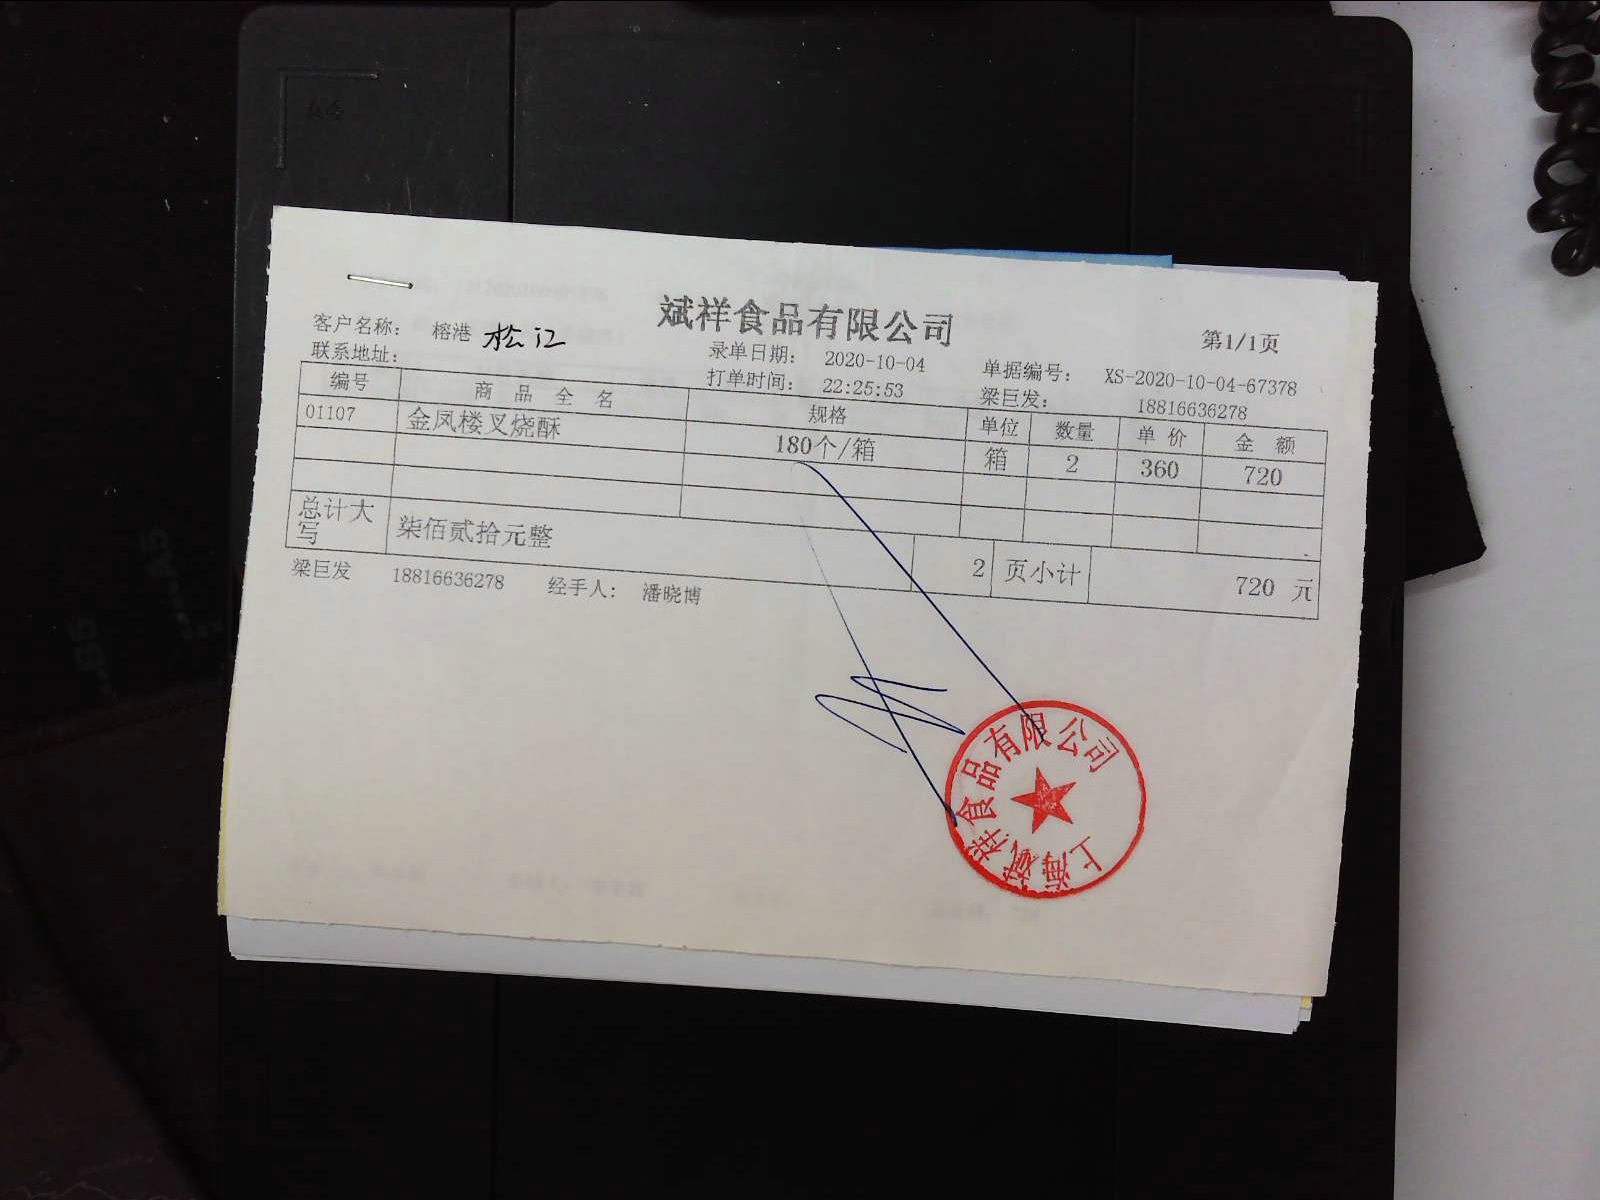 斌祥食品有限公司
第1/1页
客户名称： 榕港 松江
录单日期： 2020-10-04
单据编号： XS-2020-10-04-67378
联系地址：
打单时间： 22:25:53
梁巨发： 18816636278
编号 商 品 全 名 规格 单位 数量 单 价 金 额
01107 金凤楼叉烧酥 180个/箱 箱 2 360 720
总计大写 柒佰贰拾元整 2 页小计 720 元
梁巨发 18816636278 经手人： 潘晓博
上海斌祥食品有限公司